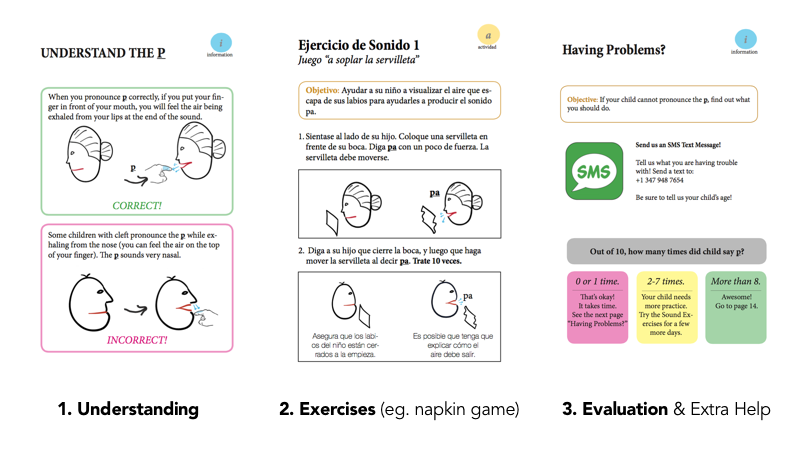 UNDERSTAND THE P
i
information
When you pronounce p correctly, if you put your fin-
ger in front of your mouth, you will feel the air being
exhaled from your lips at the end of the sound.
p
CORRECT!
Some children with cleft pronounce the p while ex-
haling from the nose (you can feel the air on the top
of your finger). The p sounds very nasal.
INCORRECT!
1. Understanding
Ejercicio de Sonido 1
Juego "a soplar la servilleta"
a
actividad
Objetivo: Ayudar a su niño a visualizar el aire que es-
capa de sus labios para ayudarles a producir el sonido
pa.
1. Sientase al lado de su hijo. Coloque una servilleta en
frente de su boca. Diga pa con un poco de fuerza. La
servilleta debe moverse.
pa
2. Diga a su hijo que cierre la boca, y luego que haga
mover la servilleta al decir pa. Trate 10 veces.
pa
Asegura que los labi-
os del niño están cer-
rados a la empieza.
Es posible que tenga que
explicar cómo el
aire debe salir.
2. Exercises (eg. napkin game)
Having Problems?
i
information
Objective: If your child cannot pronounce the p, find out what
you should do.
SMS
Send us an SMS Text Message!
Tell us what you are having trouble
with! Send a text to:
+1 347 948 7654
Be sure to tell us your child's age!
Out of 10, how many times did child say p?
0 or 1 time.
That's okay!
It takes time.
See the next page
"Having Problems?"
2-7 times.
Your child needs
more practice.
Try the Sound Ex-
ercises for a few
more days.
More than 8.
Awesome!
Go to page 14.
3. Evaluation & Extra Help